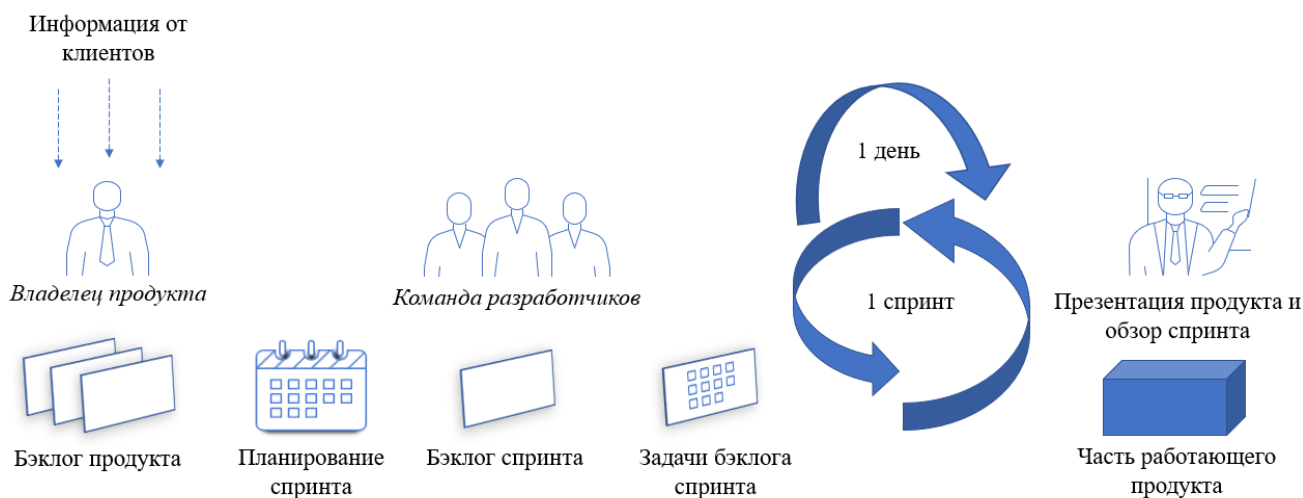 Информация от
клиентов
1 день
Владелец продукта
Команда разработчиков
1 спринт
Презентация продукта и
обзор спринта
Бэклог продукта
Планирование
спринта
Бэклог спринта
Задачи бэклога
спринта
Часть работающего
продукта